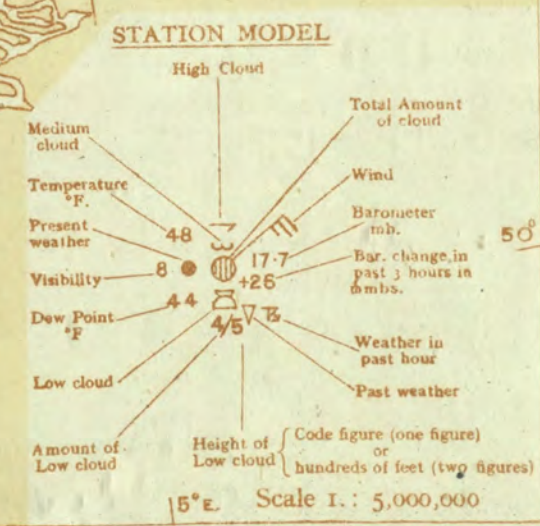 STATION MODEL
High Cloud
Total Amount
of cloud
Medium
cloud
Wind
Temperature
°F.
48
Barometer
mb.
50°
Present
weather
17·7
Bar. change in
past 3 hours in
mbs.
Visibility
8
+26
Dew Point
°F
44
4/5
Weather in
past hour
Low cloud
Past weather
Amount of
Low cloud
Height of
Low cloud
Code figure (one figure)
or
hundreds of feet (two figures)
5°E.
Scale 1.: 5,000,000